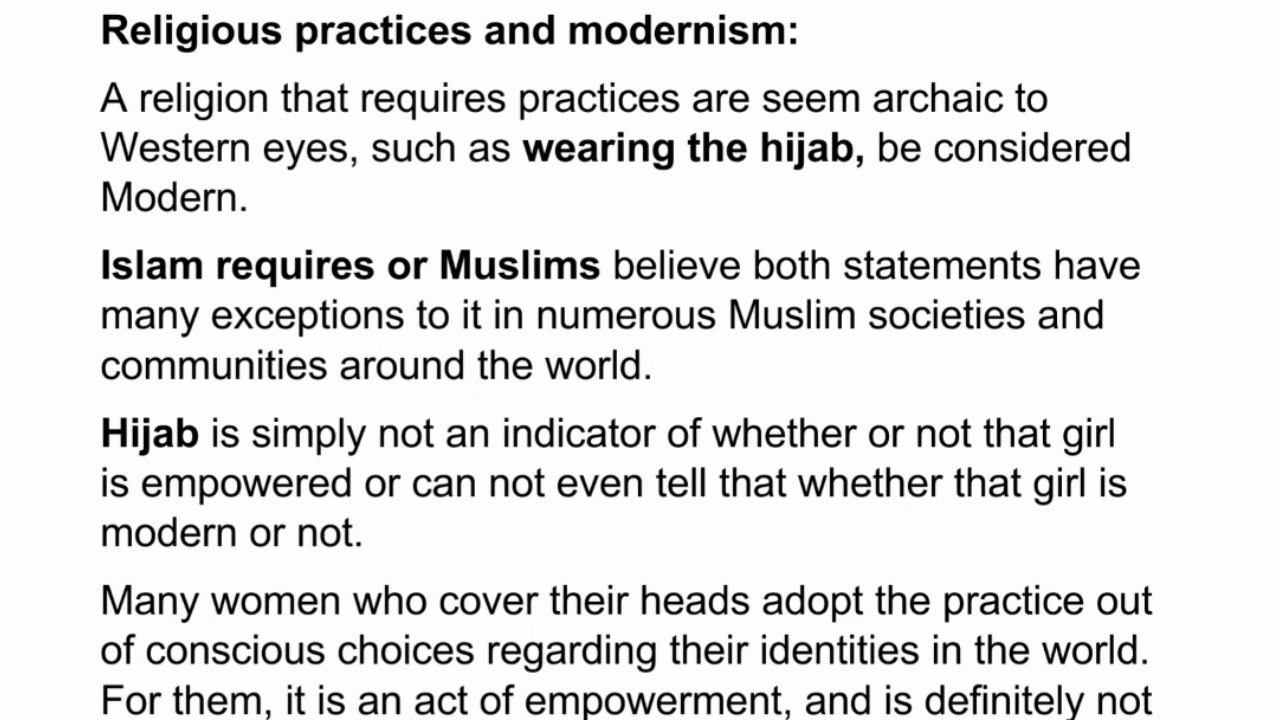 Religious practices and modernism:
A religion that requires practices are seem archaic to
Western eyes, such as wearing the hijab, be considered
Modern.
Islam requires or Muslims believe both statements have
many exceptions to it in numerous Muslim societies and
communities around the world.
Hijab is simply not an indicator of whether or not that girl
is empowered or can not even tell that whether that girl is
modern or not.
Many women who cover their heads adopt the practice out
of conscious choices regarding their identities in the world.
For them, it is an act of empowerment, and is definitely not